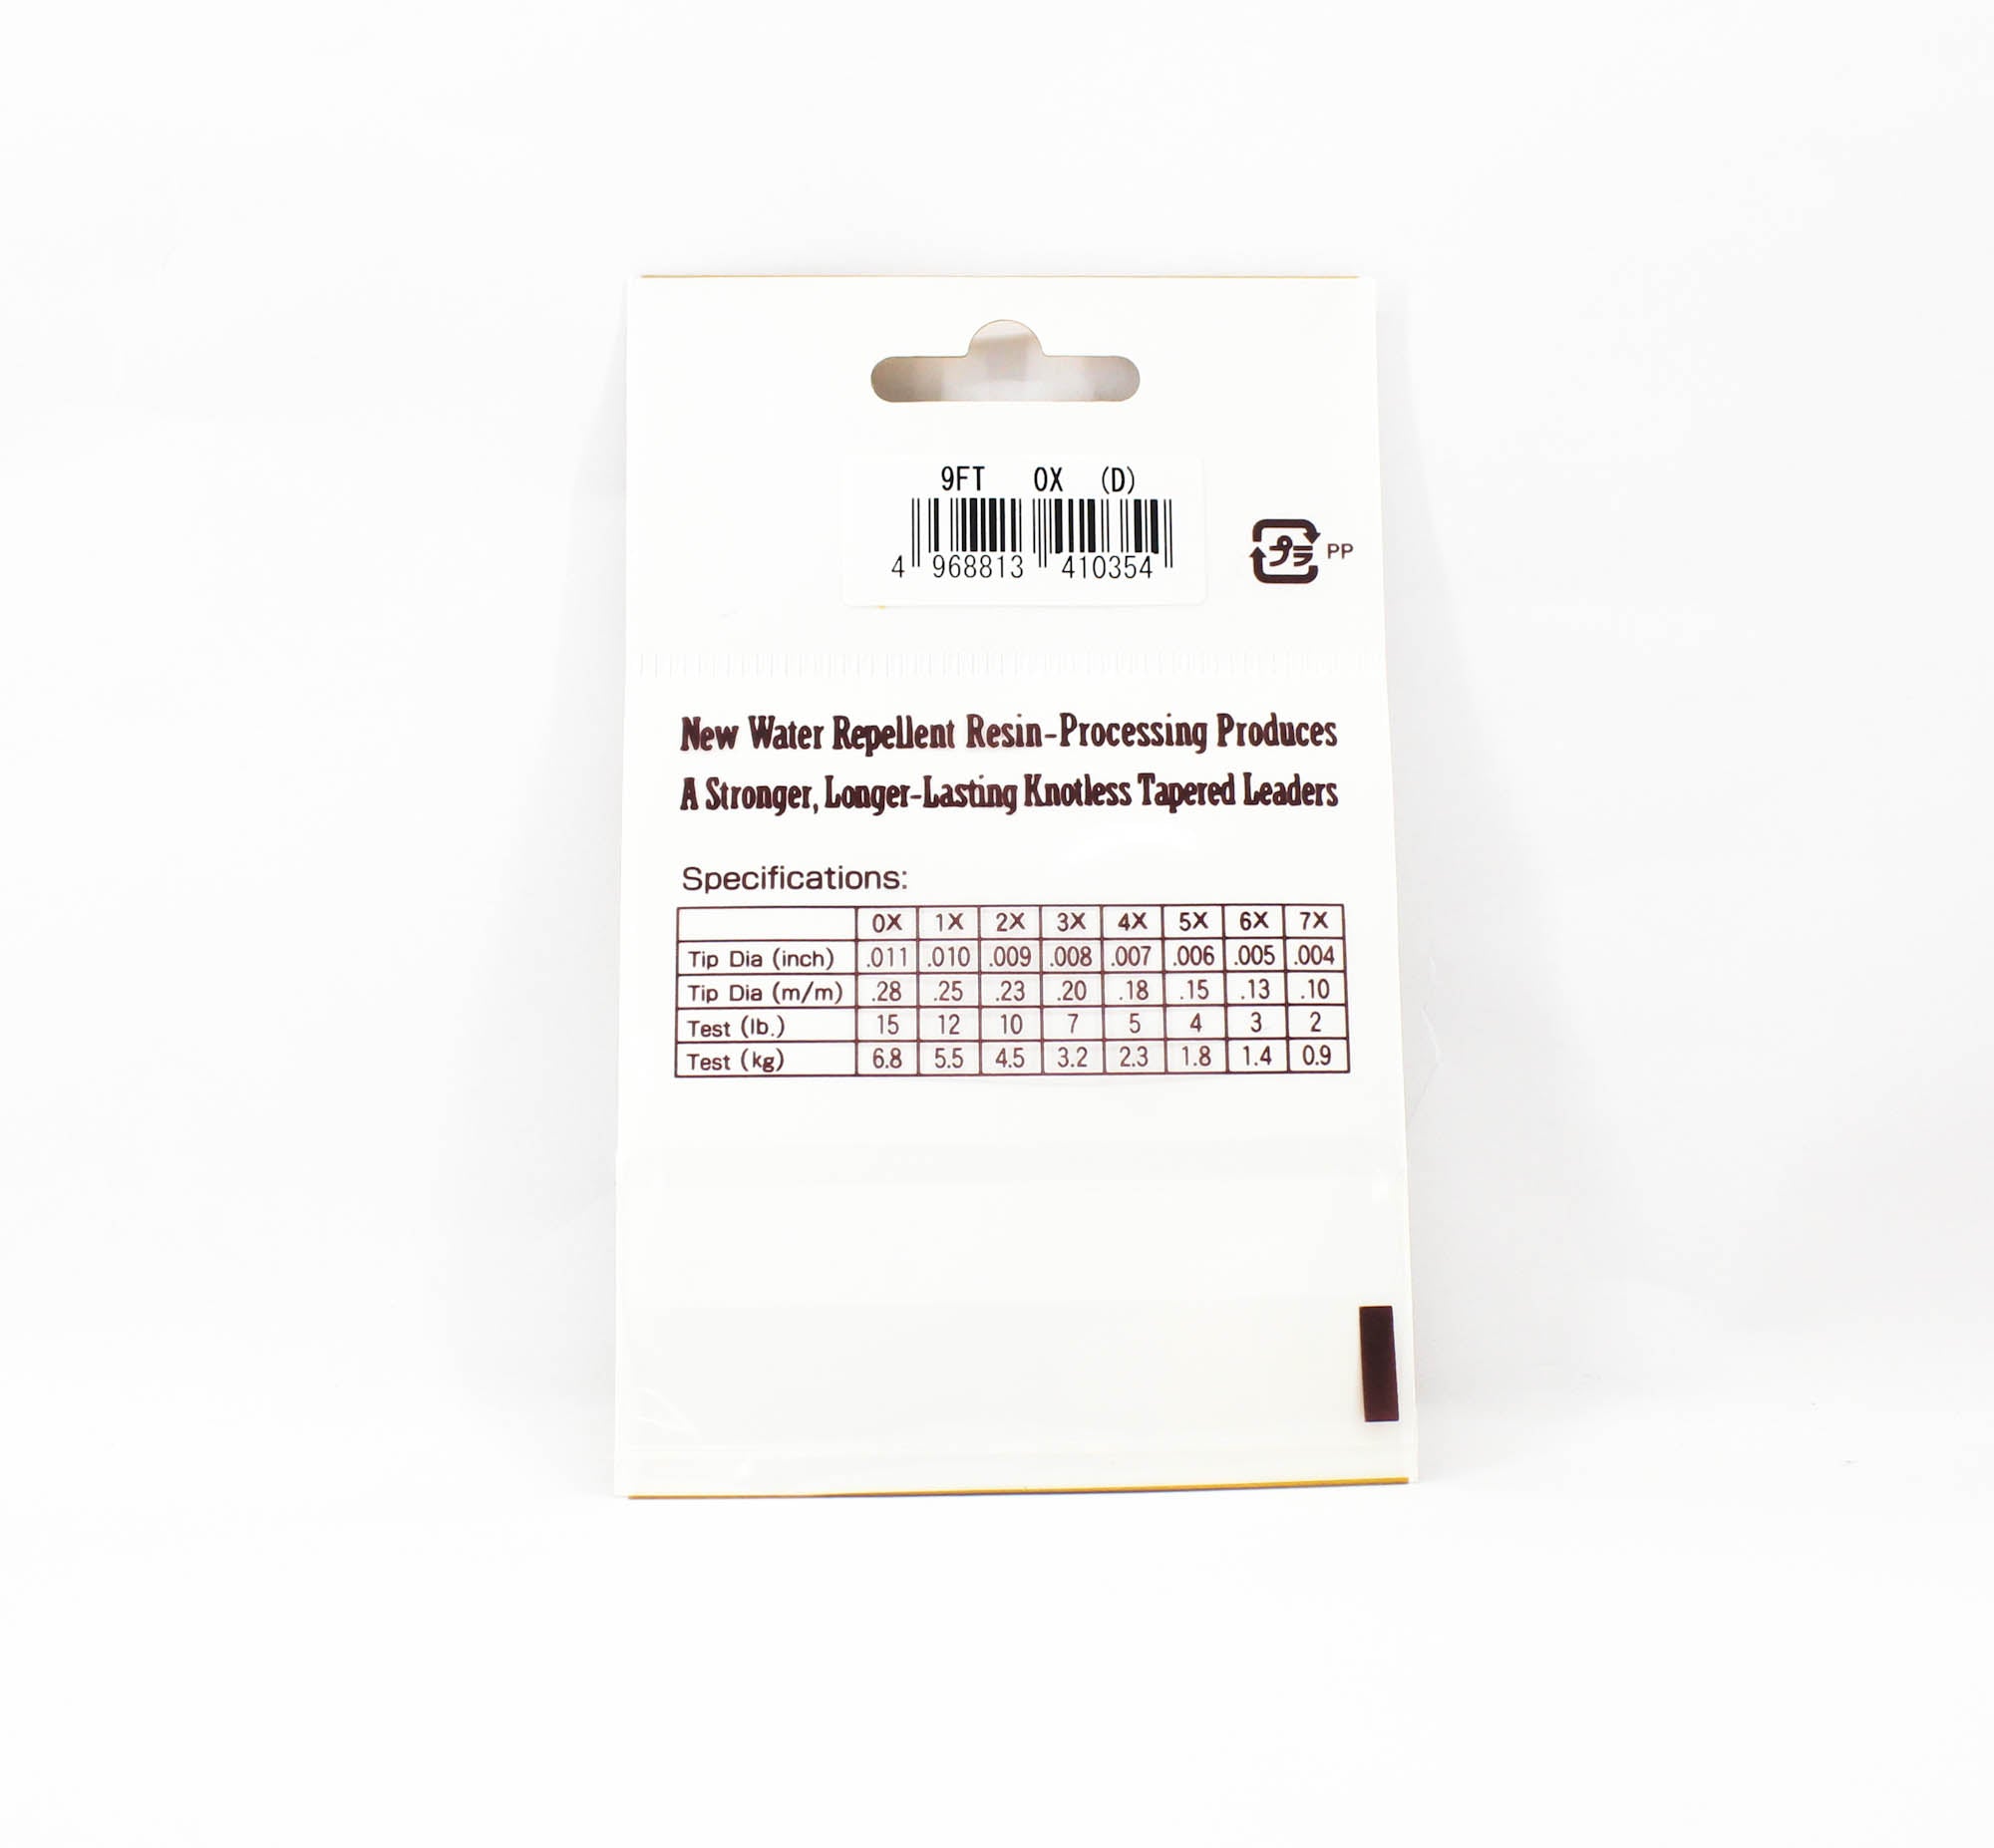 9FT 0X (D)
4 968813 410354
プラ PP
New Water Repellent Resin-Processing Produces
A Stronger, Longer-Lasting Knotless Tapered Leaders
Specifications:
0X 1X 2X 3X 4X 5X 6X 7X
Tip Dia (inch) .011 .010 .009 .008 .007 .006 .005 .004
Tip Dia (m/m) .28 .25 .23 .20 .18 .15 .13 .10
Test (lb.) 15 12 10 7 5 4 3 2
Test (kg) 6.8 5.5 4.5 3.2 2.3 1.8 1.4 0.9